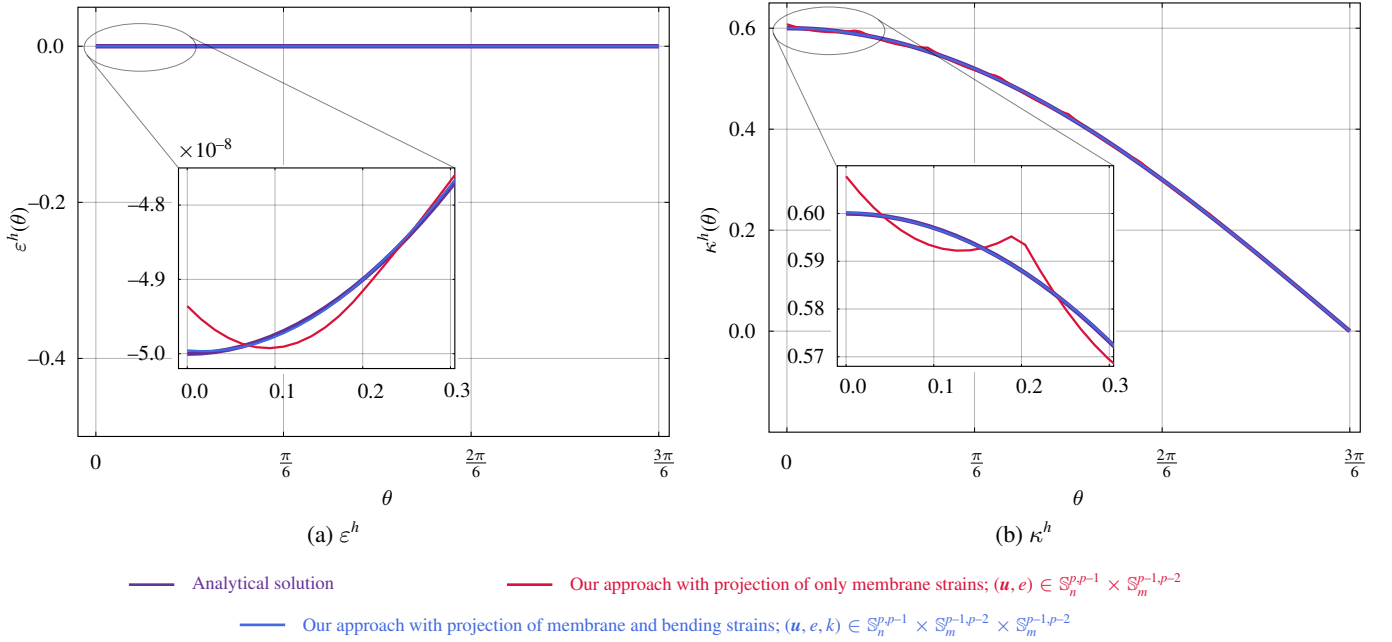 0.0
−0.2
−0.4
ε^h(θ)
×10^−8
−4.8
−4.9
−5.0
0.0 0.1 0.2 0.3
0 π/6 2π/6 3π/6
θ
(a) ε^h
0.6
0.4
0.2
0.0
κ^h(θ)
0.60
0.59
0.58
0.57
0.0 0.1 0.2 0.3
0 π/6 2π/6 3π/6
θ
(b) κ^h
Analytical solution
Our approach with projection of only membrane strains; (u, e) ∈ 𝕊_n^{p,p−1} × 𝕊_m^{p−1,p−2}
Our approach with projection of membrane and bending strains; (u, e, k) ∈ 𝕊_n^{p,p−1} × 𝕊_m^{p−1,p−2} × 𝕊_m^{p−1,p−2}